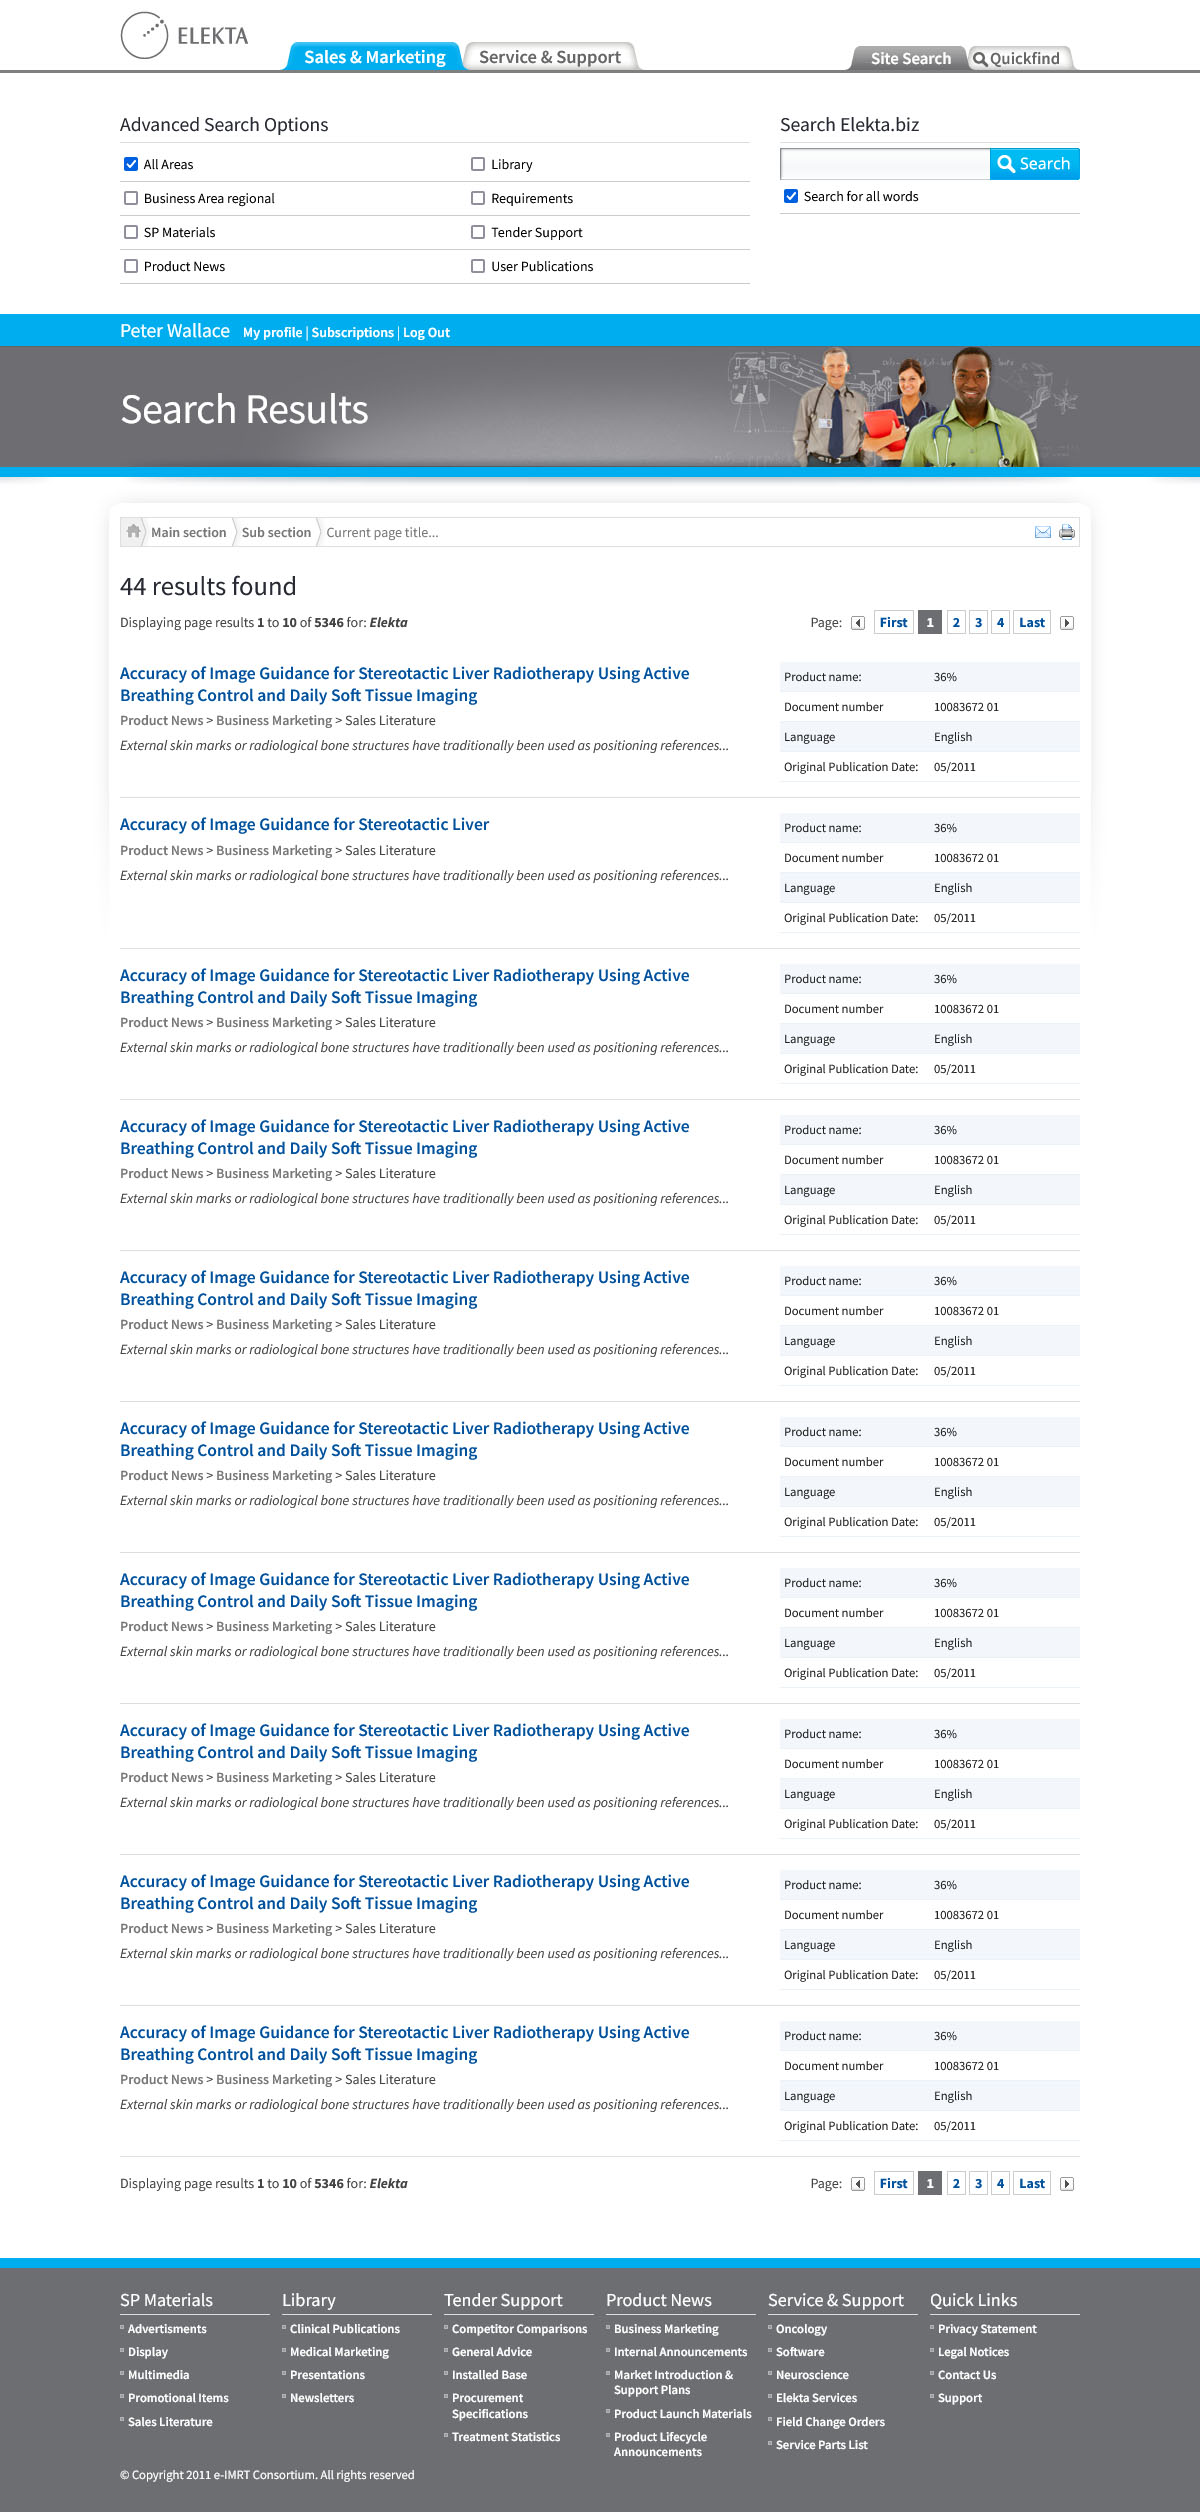 ELEKTA
Sales & Marketing
Service & Support
Site Search
Quickfind
Advanced Search Options
All Areas
Library
Business Area regional
Requirements
SP Materials
Tender Support
Product News
User Publications
Search Elekta.biz
Search
Search for all words
Peter Wallace My profile | Subscriptions | Log Out
Search Results
Main section Sub section Current page title...
44 results found
Displaying page results 1 to 10 of 5346 for: Elekta
Page: First 1 2 3 4 Last
Accuracy of Image Guidance for Stereotactic Liver Radiotherapy Using Active
Breathing Control and Daily Soft Tissue Imaging
Product News > Business Marketing > Sales Literature
External skin marks or radiological bone structures have traditionally been used as positioning references...
Product name: 36%
Document number 10083672 01
Language English
Original Publication Date: 05/2011
Accuracy of Image Guidance for Stereotactic Liver
Product News > Business Marketing > Sales Literature
External skin marks or radiological bone structures have traditionally been used as positioning references...
Product name: 36%
Document number 10083672 01
Language English
Original Publication Date: 05/2011
Accuracy of Image Guidance for Stereotactic Liver Radiotherapy Using Active
Breathing Control and Daily Soft Tissue Imaging
Product News > Business Marketing > Sales Literature
External skin marks or radiological bone structures have traditionally been used as positioning references...
Product name: 36%
Document number 10083672 01
Language English
Original Publication Date: 05/2011
Accuracy of Image Guidance for Stereotactic Liver Radiotherapy Using Active
Breathing Control and Daily Soft Tissue Imaging
Product News > Business Marketing > Sales Literature
External skin marks or radiological bone structures have traditionally been used as positioning references...
Product name: 36%
Document number 10083672 01
Language English
Original Publication Date: 05/2011
Accuracy of Image Guidance for Stereotactic Liver Radiotherapy Using Active
Breathing Control and Daily Soft Tissue Imaging
Product News > Business Marketing > Sales Literature
External skin marks or radiological bone structures have traditionally been used as positioning references...
Product name: 36%
Document number 10083672 01
Language English
Original Publication Date: 05/2011
Accuracy of Image Guidance for Stereotactic Liver Radiotherapy Using Active
Breathing Control and Daily Soft Tissue Imaging
Product News > Business Marketing > Sales Literature
External skin marks or radiological bone structures have traditionally been used as positioning references...
Product name: 36%
Document number 10083672 01
Language English
Original Publication Date: 05/2011
Accuracy of Image Guidance for Stereotactic Liver Radiotherapy Using Active
Breathing Control and Daily Soft Tissue Imaging
Product News > Business Marketing > Sales Literature
External skin marks or radiological bone structures have traditionally been used as positioning references...
Product name: 36%
Document number 10083672 01
Language English
Original Publication Date: 05/2011
Accuracy of Image Guidance for Stereotactic Liver Radiotherapy Using Active
Breathing Control and Daily Soft Tissue Imaging
Product News > Business Marketing > Sales Literature
External skin marks or radiological bone structures have traditionally been used as positioning references...
Product name: 36%
Document number 10083672 01
Language English
Original Publication Date: 05/2011
Accuracy of Image Guidance for Stereotactic Liver Radiotherapy Using Active
Breathing Control and Daily Soft Tissue Imaging
Product News > Business Marketing > Sales Literature
External skin marks or radiological bone structures have traditionally been used as positioning references...
Product name: 36%
Document number 10083672 01
Language English
Original Publication Date: 05/2011
Accuracy of Image Guidance for Stereotactic Liver Radiotherapy Using Active
Breathing Control and Daily Soft Tissue Imaging
Product News > Business Marketing > Sales Literature
External skin marks or radiological bone structures have traditionally been used as positioning references...
Product name: 36%
Document number 10083672 01
Language English
Original Publication Date: 05/2011
Displaying page results 1 to 10 of 5346 for: Elekta
Page: First 1 2 3 4 Last
SP Materials
Advertisments
Display
Multimedia
Promotional Items
Sales Literature
Library
Clinical Publications
Medical Marketing
Presentations
Newsletters
Tender Support
Competitor Comparisons
General Advice
Installed Base
Procurement
Specifications
Treatment Statistics
Product News
Business Marketing
Internal Announcements
Market Introduction &
Support Plans
Product Launch Materials
Product Lifecycle
Announcements
Service & Support
Oncology
Software
Neuroscience
Elekta Services
Field Change Orders
Service Parts List
Quick Links
Privacy Statement
Legal Notices
Contact Us
Support
© Copyright 2011 e-IMRT Consortium. All rights reserved